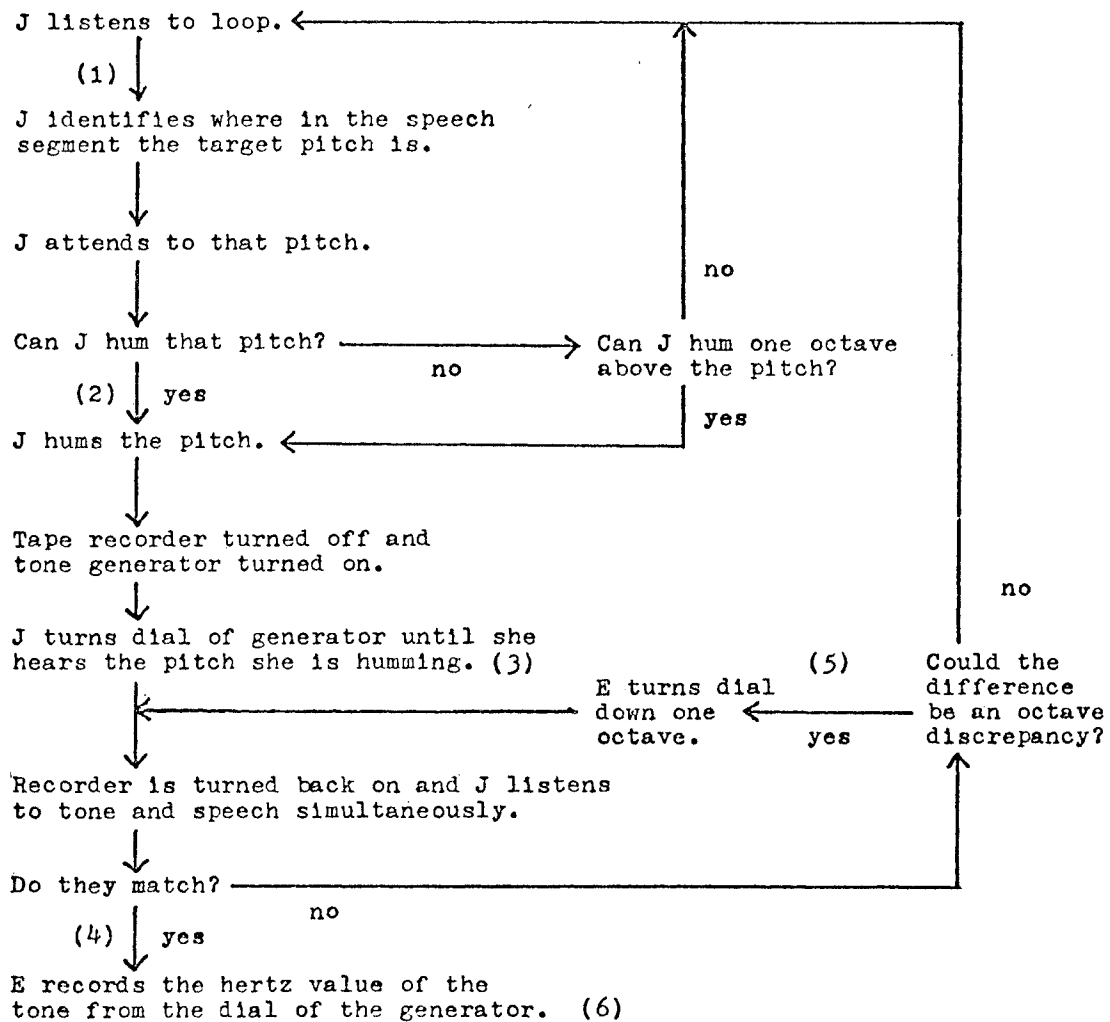 J listens to loop.
(1)
J identifies where in the speech
segment the target pitch is.
J attends to that pitch.
no
Can J hum that pitch?
no
Can J hum one octave
above the pitch?
(2) yes
yes
J hums the pitch.
Tape recorder turned off and
tone generator turned on.
no
J turns dial of generator until she
hears the pitch she is humming. (3)
(5)
Could the
difference
be an octave
discrepancy?
E turns dial
down one
octave.
yes
Recorder is turned back on and J listens
to tone and speech simultaneously.
Do they match?
no
(4) yes
E records the hertz value of the
tone from the dial of the generator. (6)